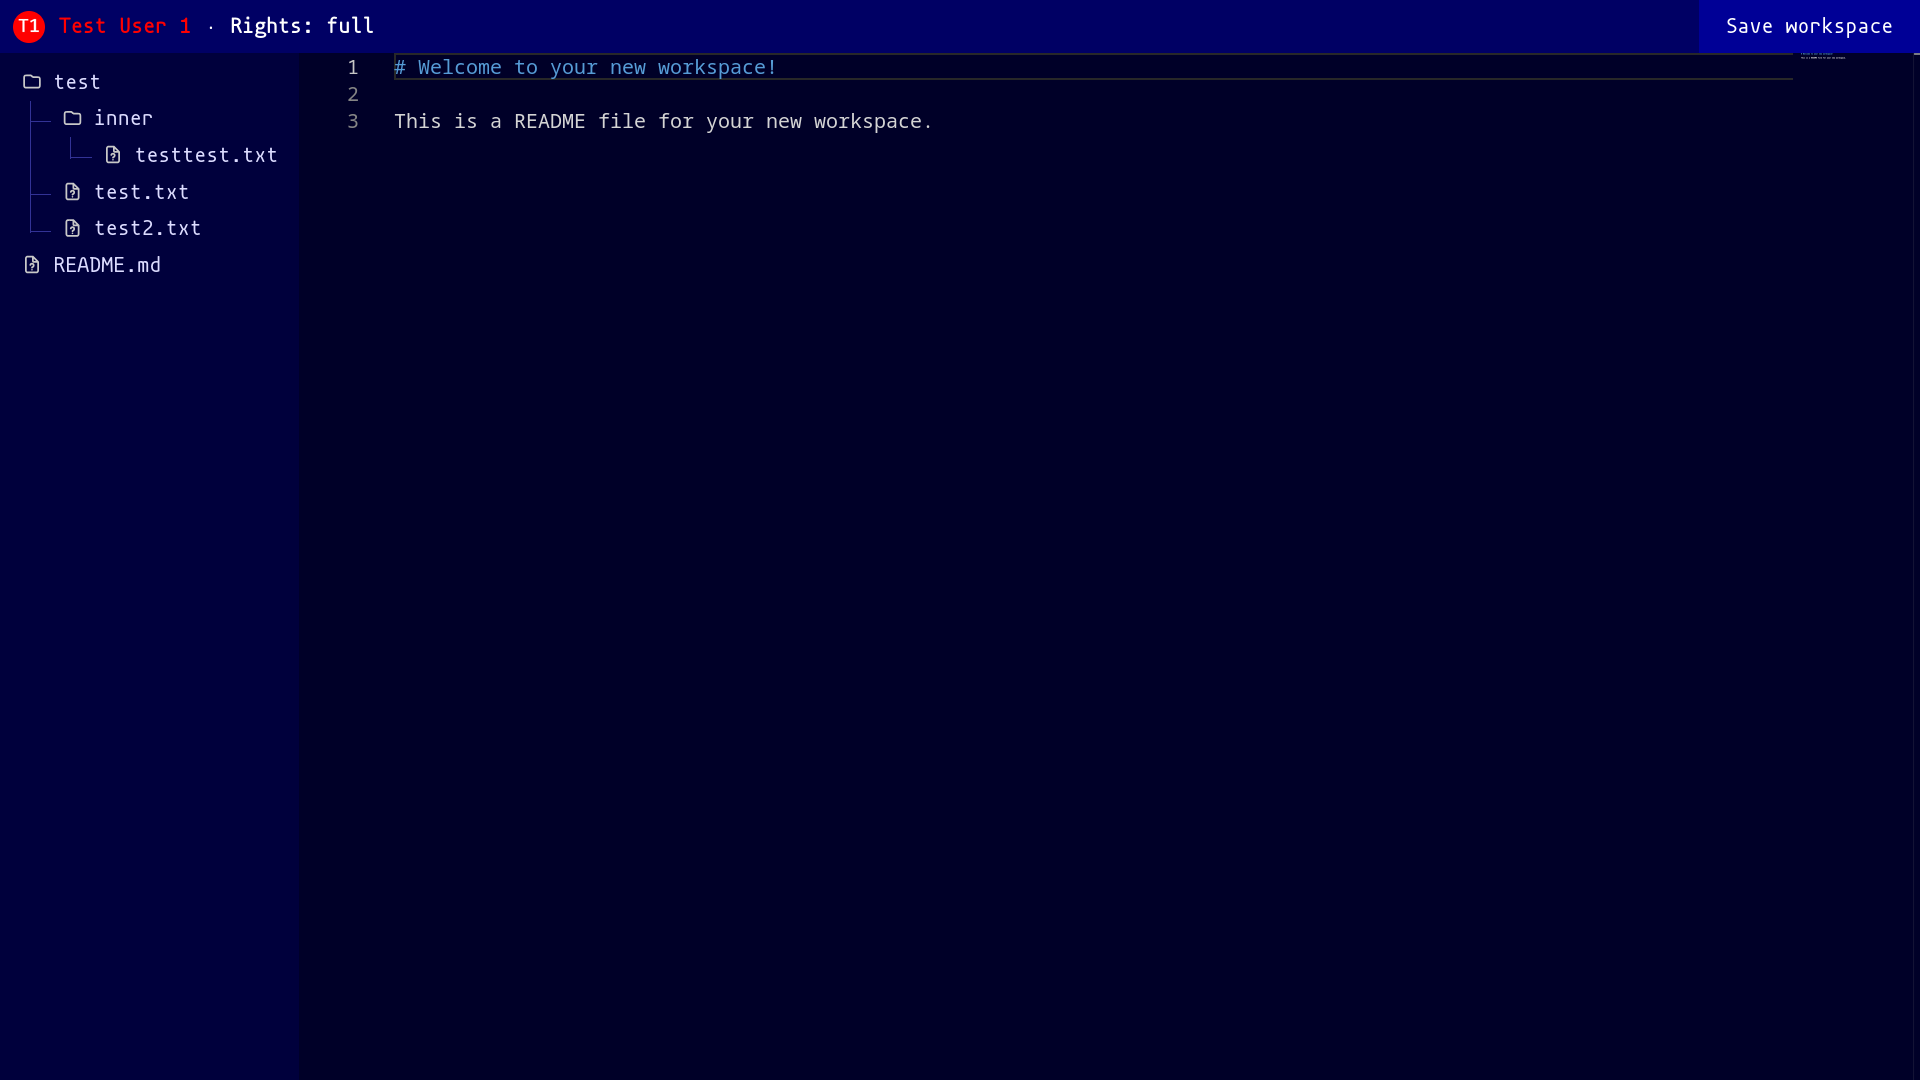 T1 Test User 1 · Rights: full
Save workspace
test
inner
testtest.txt
test.txt
test2.txt
README.md
1 # Welcome to your new workspace!
2
3 This is a README file for your new workspace.